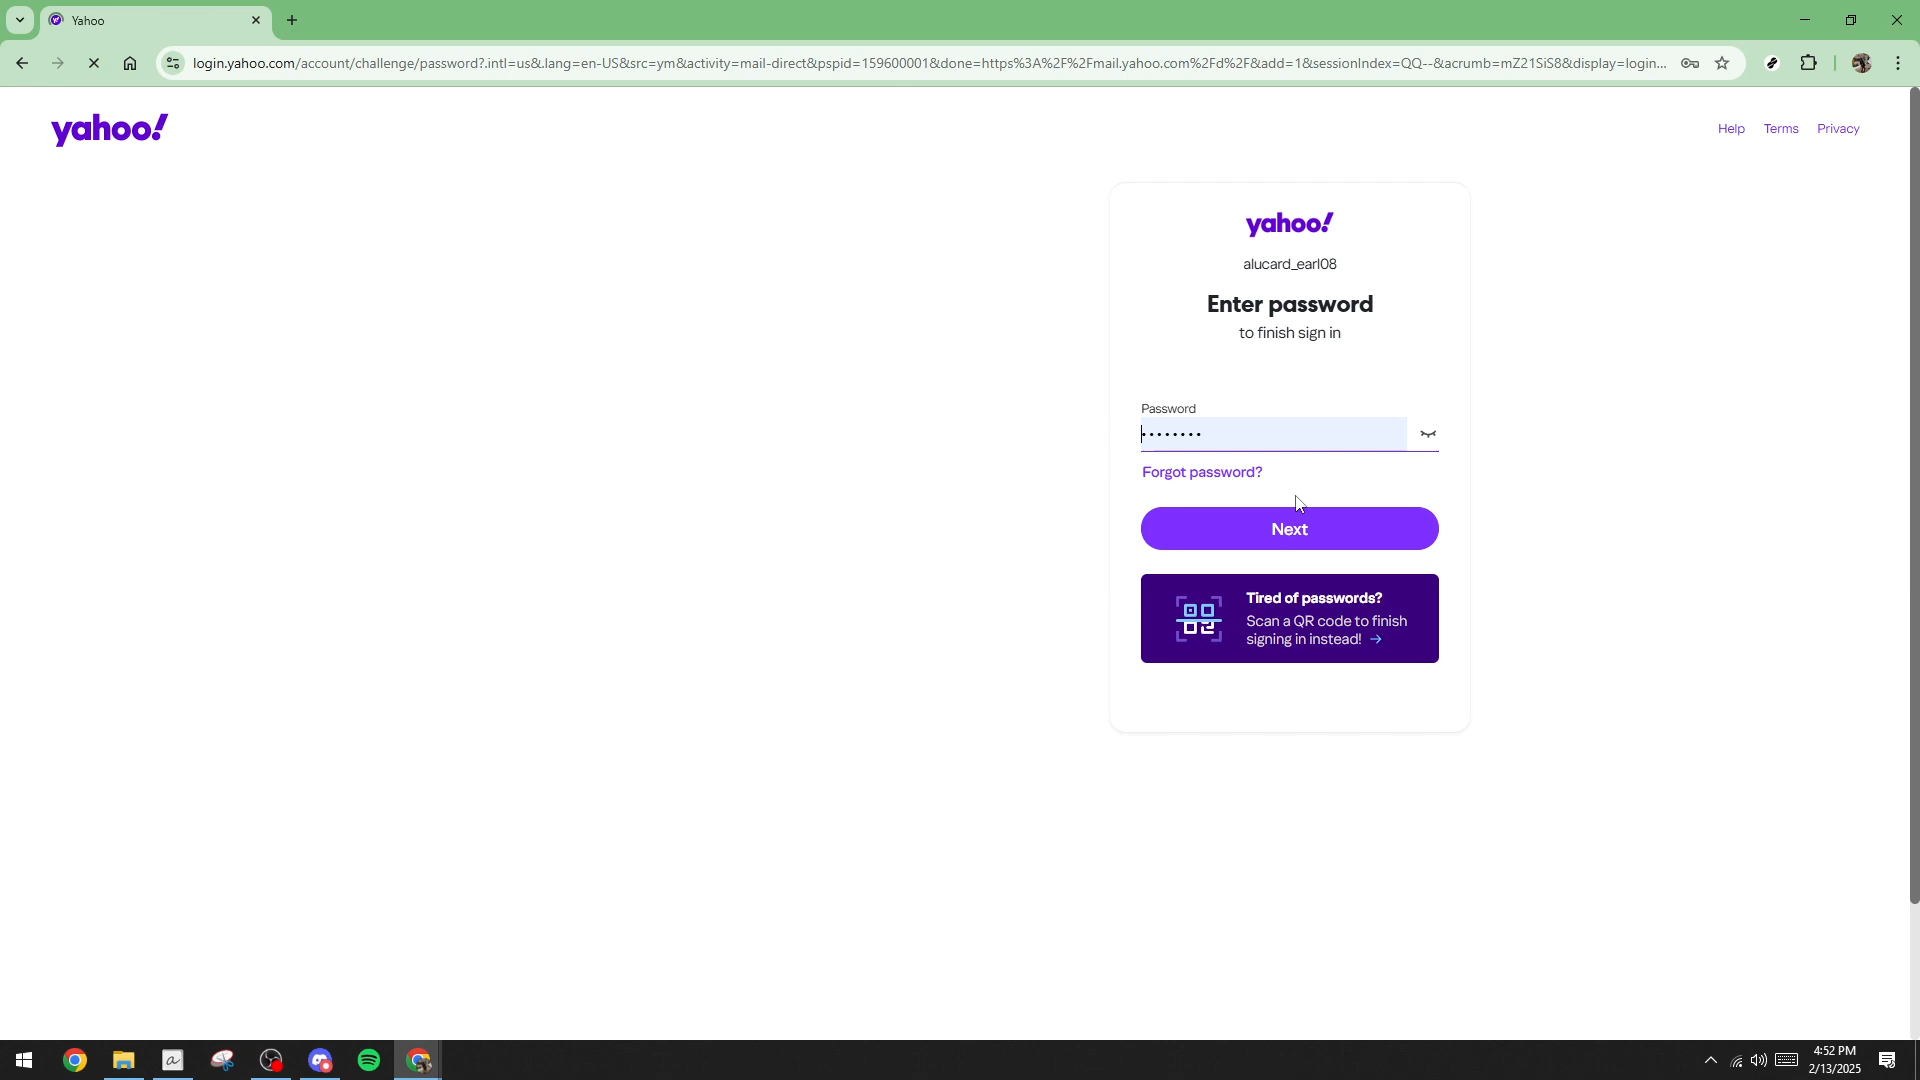 Yahoo
login.yahoo.com/account/challenge/password?.intl=us&.lang=en-US&src=ym&activity=mail-direct&pspid=159600001&done=https%3A%2F%2Fmail.yahoo.com%2Fd%2F&add=1&sessionIndex=QQ--&acrumb=mZ21SiS8&display=login...
yahoo!
Help Terms Privacy
yahoo!
alucard_earl08
Enter password
to finish sign in
Password
••••••••
Forgot password?
Next
Tired of passwords?
Scan a QR code to finish
signing in instead! →
4:52 PM
2/13/2025